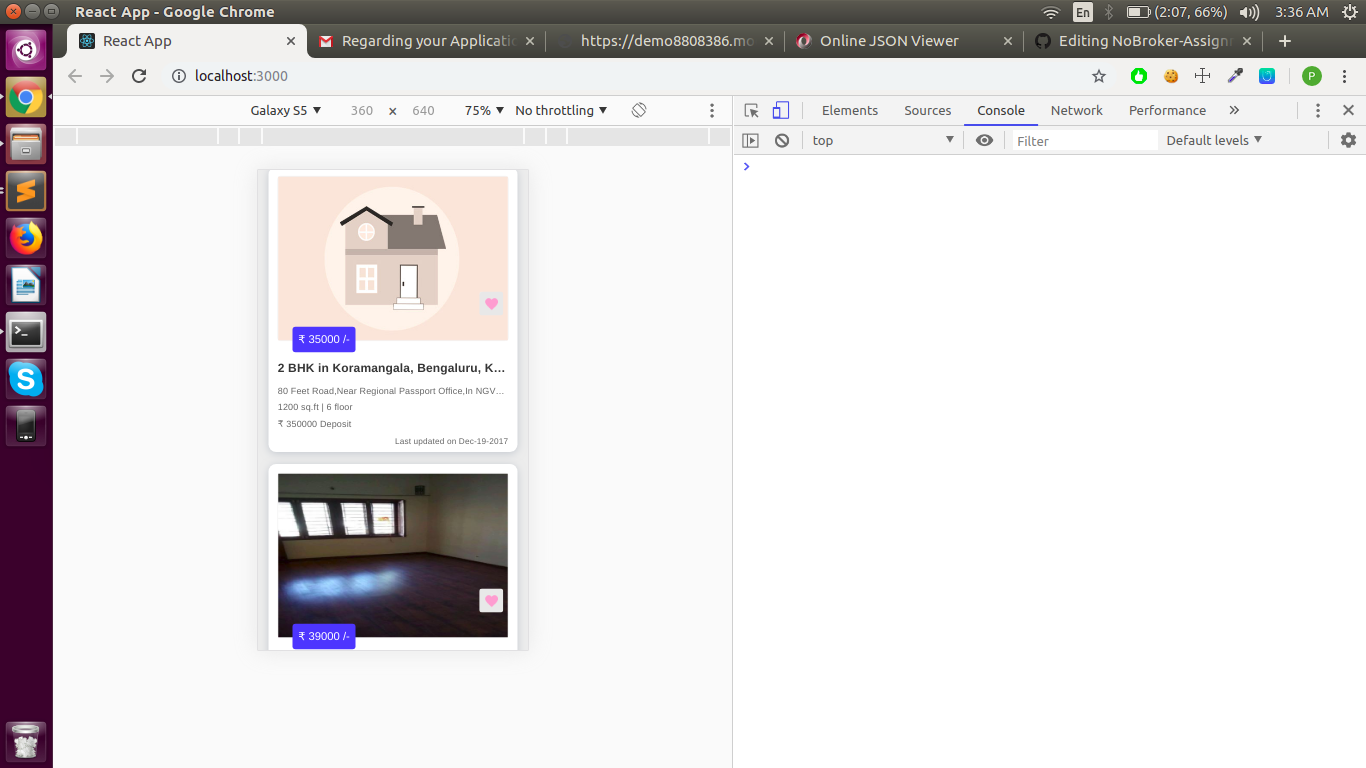 React App - Google Chrome
En
(2:07, 66%)
3:36 AM
React App
Regarding your Applicatio
https://demo8808386.mo
Online JSON Viewer
Editing NoBroker-Assignm
localhost:3000
P
Galaxy S5 ▼ 360 × 640 75% ▼ No throttling ▼
Elements Sources Console Network Performance »
top ▼
Filter
Default levels ▼
>
₹ 35000 /-
2 BHK in Koramangala, Bengaluru, K...
80 Feet Road,Near Regional Passport Office,In NGV...
1200 sq.ft | 6 floor
₹ 350000 Deposit
Last updated on Dec-19-2017
₹ 39000 /-